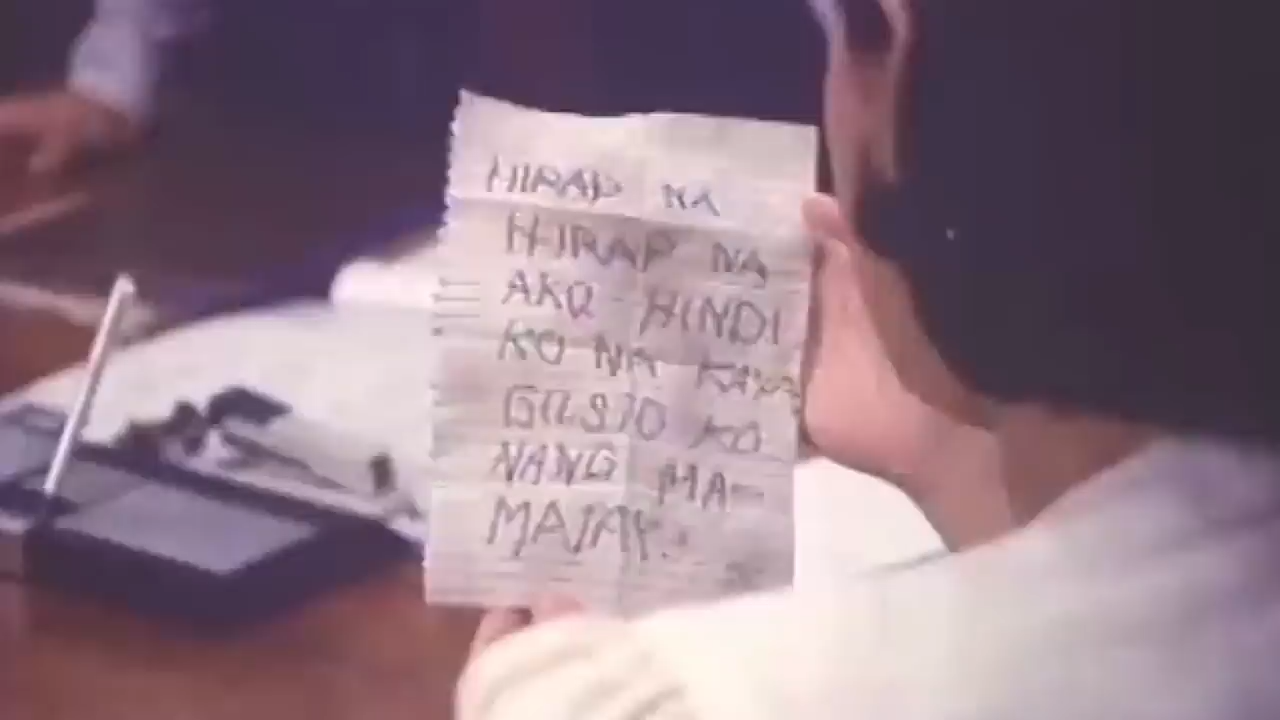 HIRAP NA
HIRAP NA
AKO HINDI
KO NA KAYA
GUSTO KO
NANG MA-
MATAY.